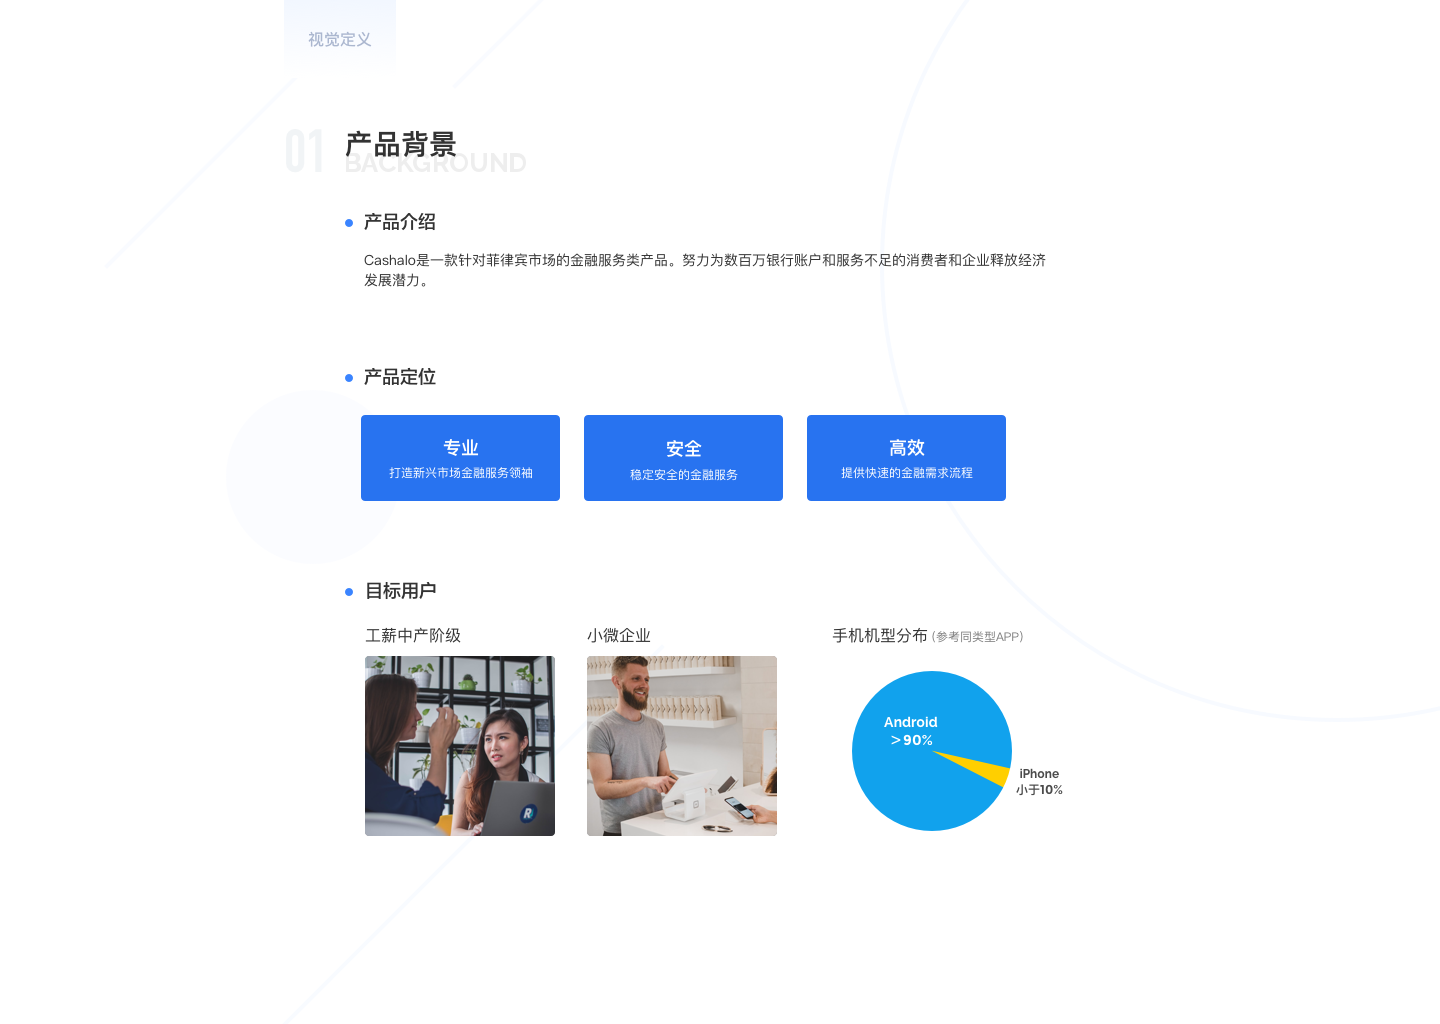 视觉定义
01
产品背景
BACKGROUND
产品介绍
Cashalo是一款针对菲律宾市场的金融服务类产品。努力为数百万银行账户和服务不足的消费者和企业释放经济
发展潜力。
产品定位
专业
打造新兴市场金融服务领袖
安全
稳定安全的金融服务
高效
提供快速的金融需求流程
目标用户
工薪中产阶级
小微企业
手机机型分布 (参考同类型APP)
R
Android
＞90%
iPhone
小于10%